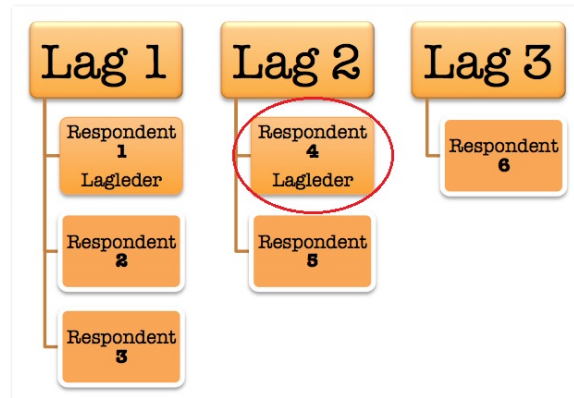 Lag 1
Respondent
1
Lagleder
Respondent
2
Respondent
3
Lag 2
Respondent
4
Lagleder
Respondent
5
Lag 3
Respondent
6